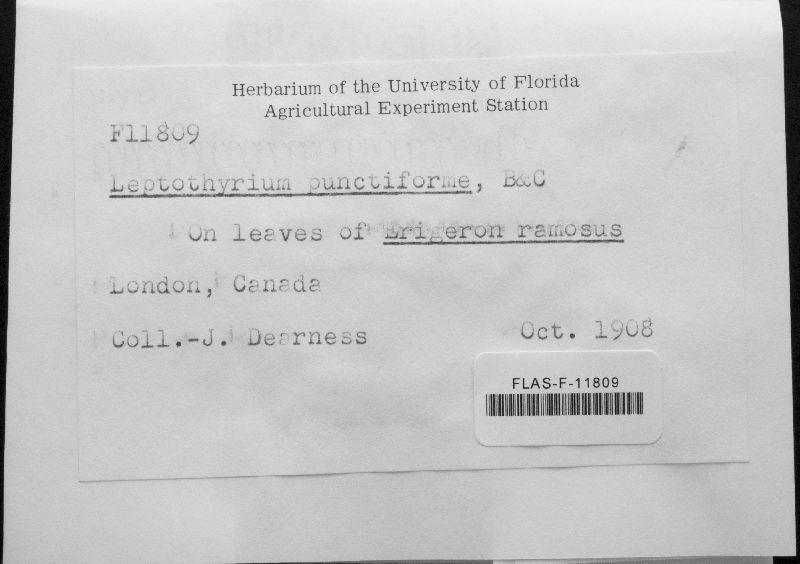 Herbarium of the University of Florida
Agricultural Experiment Station
F11809
Leptothyrium punctiforme, B&C
On leaves of Erigeron ramosus
London, Canada
Coll.-J. Dearness Oct. 1908
FLAS-F-11809